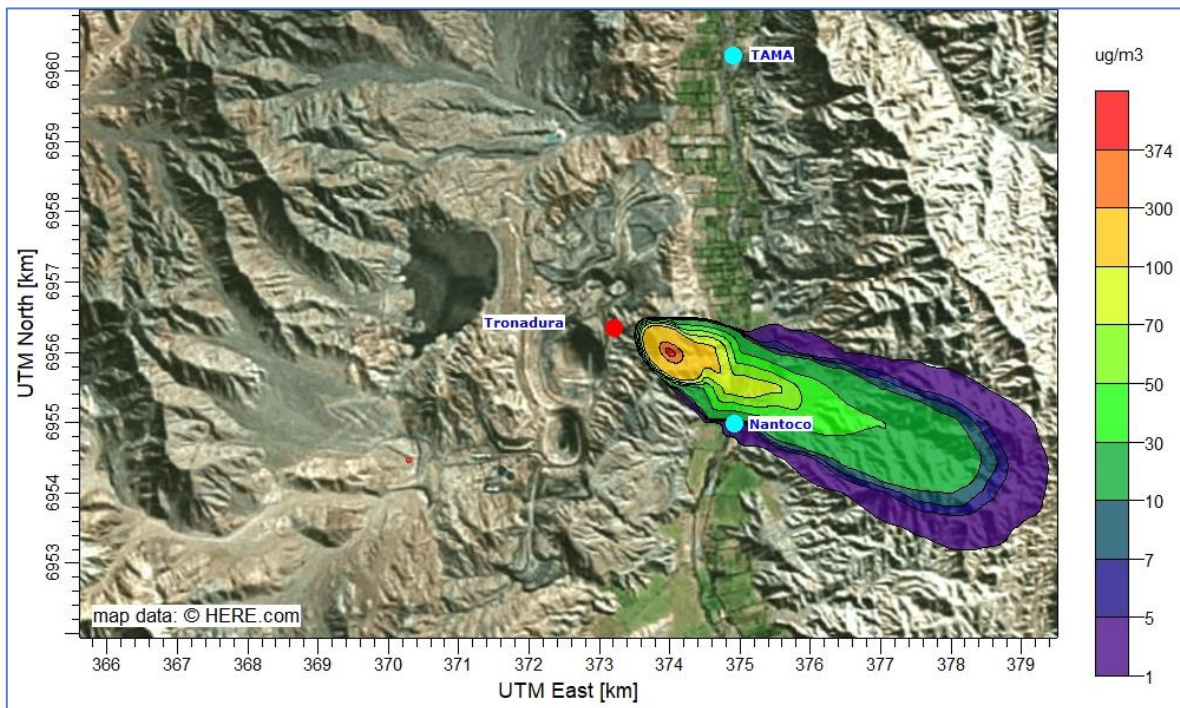 TAMA
Tronadura
Nantoco
map data: © HERE.com
UTM North [km]
6960
6959
6958
6957
6956
6955
6954
6953
366 367 368 369 370 371 372 373 374 375 376 377 378 379
UTM East [km]
ug/m3
374
300
100
70
50
30
10
7
5
1